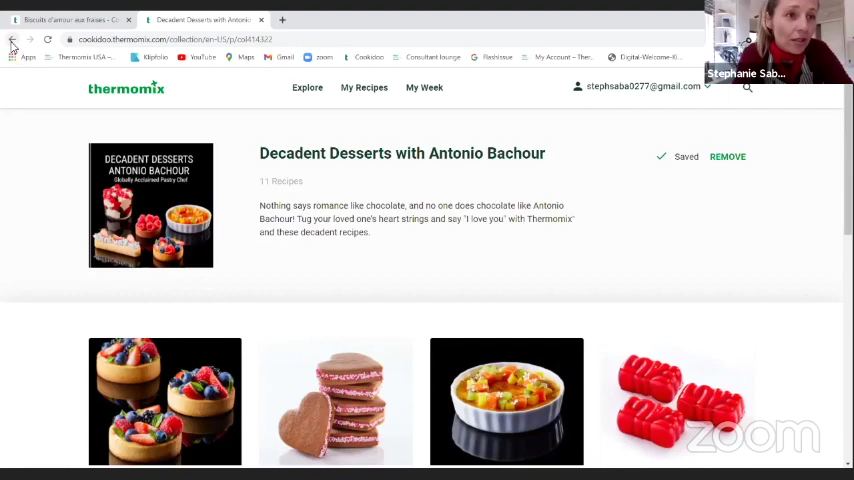 Biscuits d'amour aux fraises - Co
Decadent Desserts with Antonio
cookidoo.thermomix.com/collection/en-US/p/col414322
Apps
Thermomix USA –...
Klipfolio
YouTube
Maps
Gmail
zoom
Cookidoo
Consultant lounge
My Account – Ther...
Digital-Welcome-Ki...
Stephanie Sab...
thermomix
Explore
My Recipes
My Week
stephsaba0277@gmail.com
DECADENT DESSERTS
ANTONIO BACHOUR
Globally Acclaimed Pastry Chef
Decadent Desserts with Antonio Bachour
Saved
REMOVE
11 Recipes
Nothing says romance like chocolate, and no one does chocolate like Antonio
Bachour! Tug your loved one's heart strings and say "I love you" with Thermomix®
and these decadent recipes.
zoom